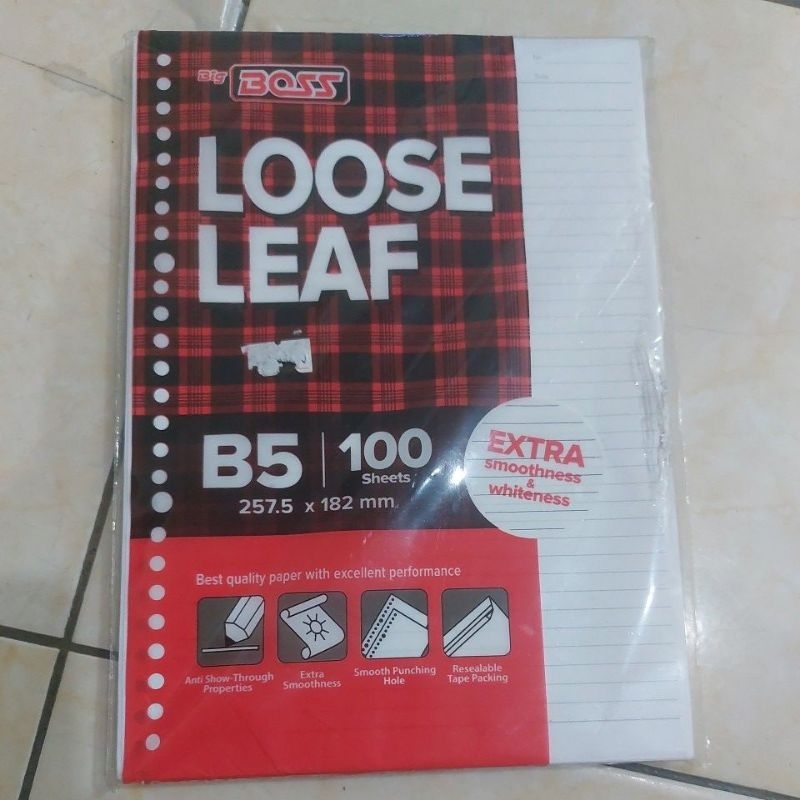 Big BOSS
LOOSE
LEAF
B5 | 100
Sheets
257.5 x 182 mm
EXTRA
smoothness
&
whiteness
Best quality paper with excellent performance
Anti Show-Through
Properties
Extra
Smoothness
Smooth Punching
Hole
Resealable
Tape Packing